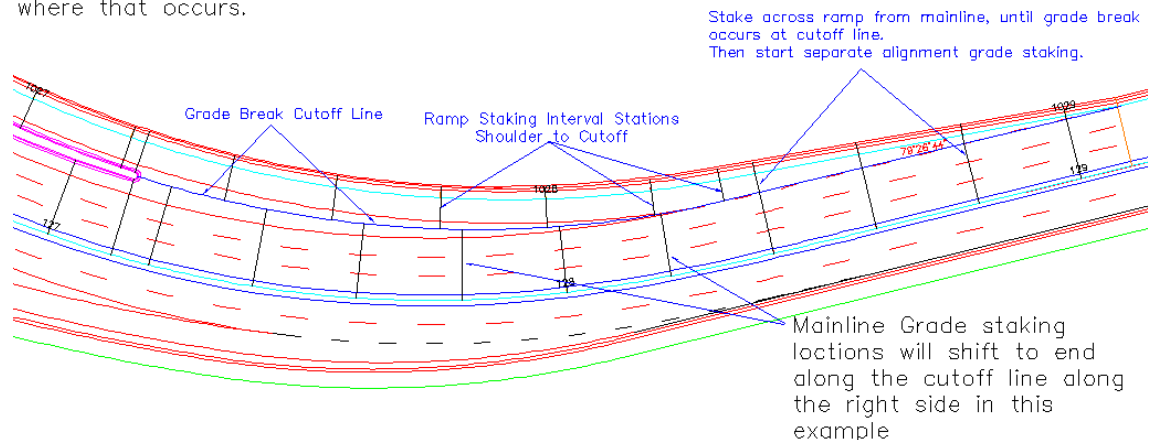 where that occurs.
Stake across ramp from mainline, until grade break
occurs at cutoff line.
Then start separate alignment grade staking.
1027
Grade Break Cutoff Line
Ramp Staking Interval Stations
Shoulder to Cutoff
1029
78°26'44"
1028
129
127
128
Mainline Grade staking
loctions will shift to end
along the cutoff line along
the right side in this
example